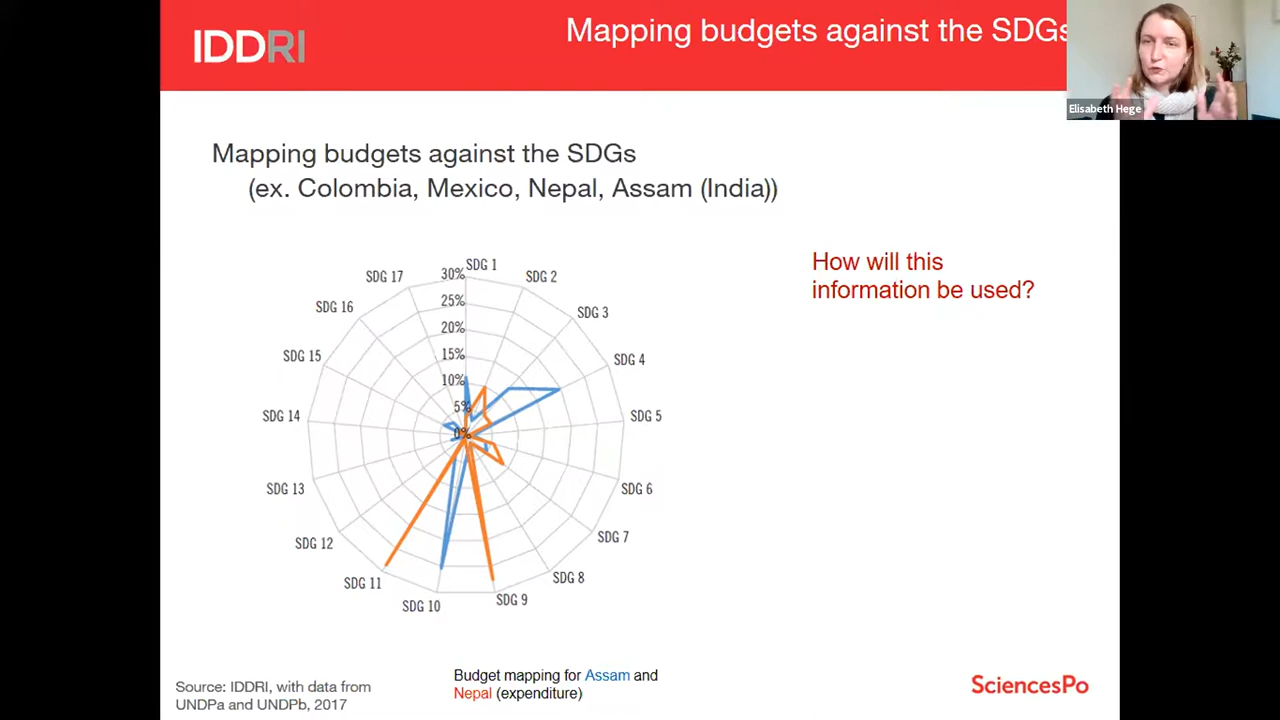 IDDRI
Mapping budgets against the SDGs
Elisabeth Hege
Mapping budgets against the SDGs
(ex. Colombia, Mexico, Nepal, Assam (India))
How will this
information be used?
SDG 1
SDG 2
SDG 3
SDG 4
SDG 5
SDG 6
SDG 7
SDG 8
SDG 9
SDG 10
SDG 11
SDG 12
SDG 13
SDG 14
SDG 15
SDG 16
SDG 17
30%
25%
20%
15%
10%
5%
0%
Budget mapping for Assam and
Nepal (expenditure)
Source: IDDRI, with data from
UNDPa and UNDPb, 2017
SciencesPo